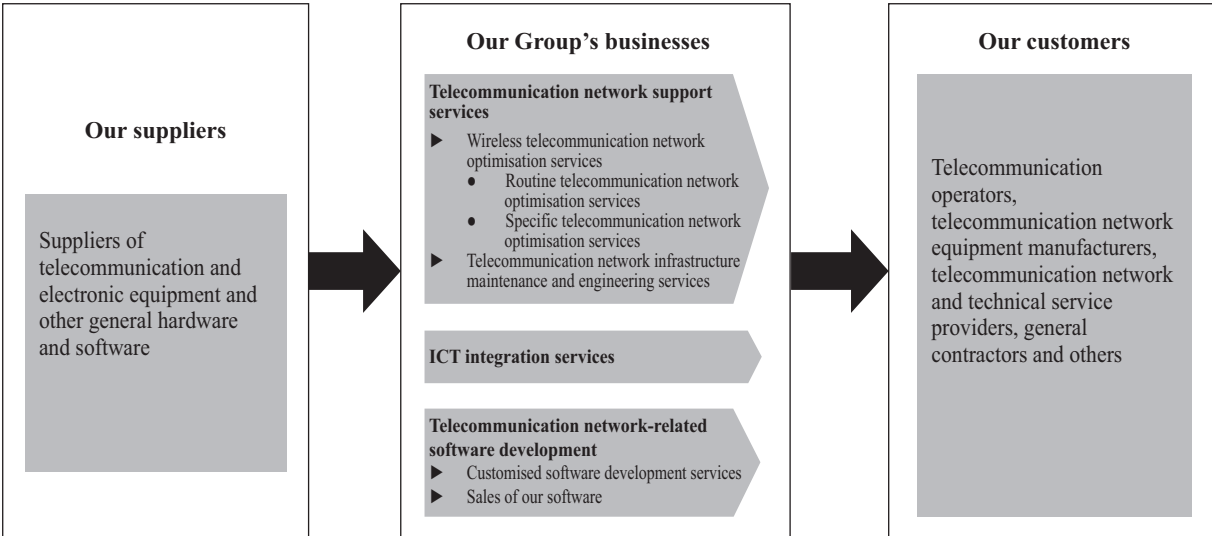 Our suppliers
Suppliers of
telecommunication and
electronic equipment and
other general hardware
and software
Our Group's businesses
Telecommunication network support
services
▶ Wireless telecommunication network
optimisation services
● Routine telecommunication network
optimisation services
● Specific telecommunication network
optimisation services
▶ Telecommunication network infrastructure
maintenance and engineering services
ICT integration services
Telecommunication network-related
software development
▶ Customised software development services
▶ Sales of our software
Our customers
Telecommunication
operators,
telecommunication network
equipment manufacturers,
telecommunication network
and technical service
providers, general
contractors and others